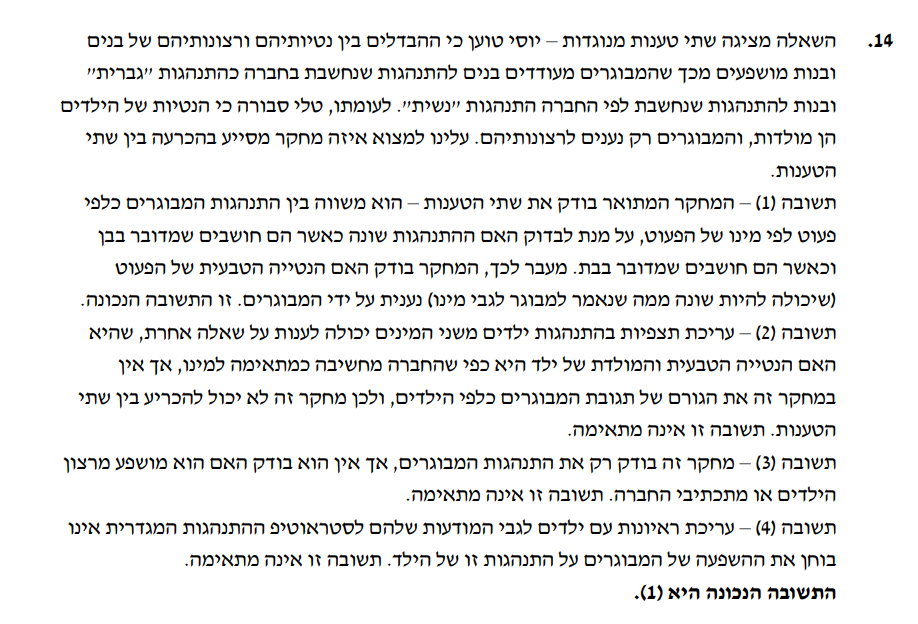 14. השאלה מציגה שתי טענות מנוגדות – יוסי טוען כי ההבדלים בין נטיותיהם ורצונותיהם של בנים
ובנות מושפעים מכך שהמבוגרים מעודדים בנים להתנהגות שנחשבת בחברה כהתנהגות "גברית"
ובנות להתנהגות שנחשבת לפי החברה התנהגות "נשית". לעומתו, טלי סבורה כי הנטיות של הילדים
הן מולדות, והמבוגרים רק נענים לרצונותיהם. עלינו למצוא איזה מחקר מסייע בהכרעה בין שתי
הטענות.
תשובה (1) – המחקר המתואר בודק את שתי הטענות – הוא משווה בין התנהגות המבוגרים כלפי
פעוט לפי מינו של הפעוט, על מנת לבדוק האם ההתנהגות שונה כאשר הם חושבים שמדובר בבן
וכאשר הם חושבים שמדובר בבת. מעבר לכך, המחקר בודק האם הנטייה הטבעית של הפעוט
(שיכולה להיות שונה ממה שנאמר למבוגר לגבי מינו) נענית על ידי המבוגרים. זו התשובה הנכונה.
תשובה (2) – עריכת תצפיות בהתנהגות ילדים משני המינים יכולה לענות על שאלה אחרת, שהיא
האם הנטייה הטבעית והמולדת של ילד היא כפי שהחברה מחשיבה כמתאימה למינו, אך אין
במחקר זה את הגורם של תגובת המבוגרים כלפי הילדים, ולכן מחקר זה לא יכול להכריע בין שתי
הטענות. תשובה זו אינה מתאימה.
תשובה (3) – מחקר זה בודק רק את התנהגות המבוגרים, אך אין הוא בודק האם הוא מושפע מרצון
הילדים או מתכתיבי החברה. תשובה זו אינה מתאימה.
תשובה (4) – עריכת ראיונות עם ילדים לגבי המודעות שלהם לסטראוטיפ ההתנהגות המגדרית אינו
בוחן את ההשפעה של המבוגרים על התנהגות זו של הילד. תשובה זו אינה מתאימה.
התשובה הנכונה היא (1).